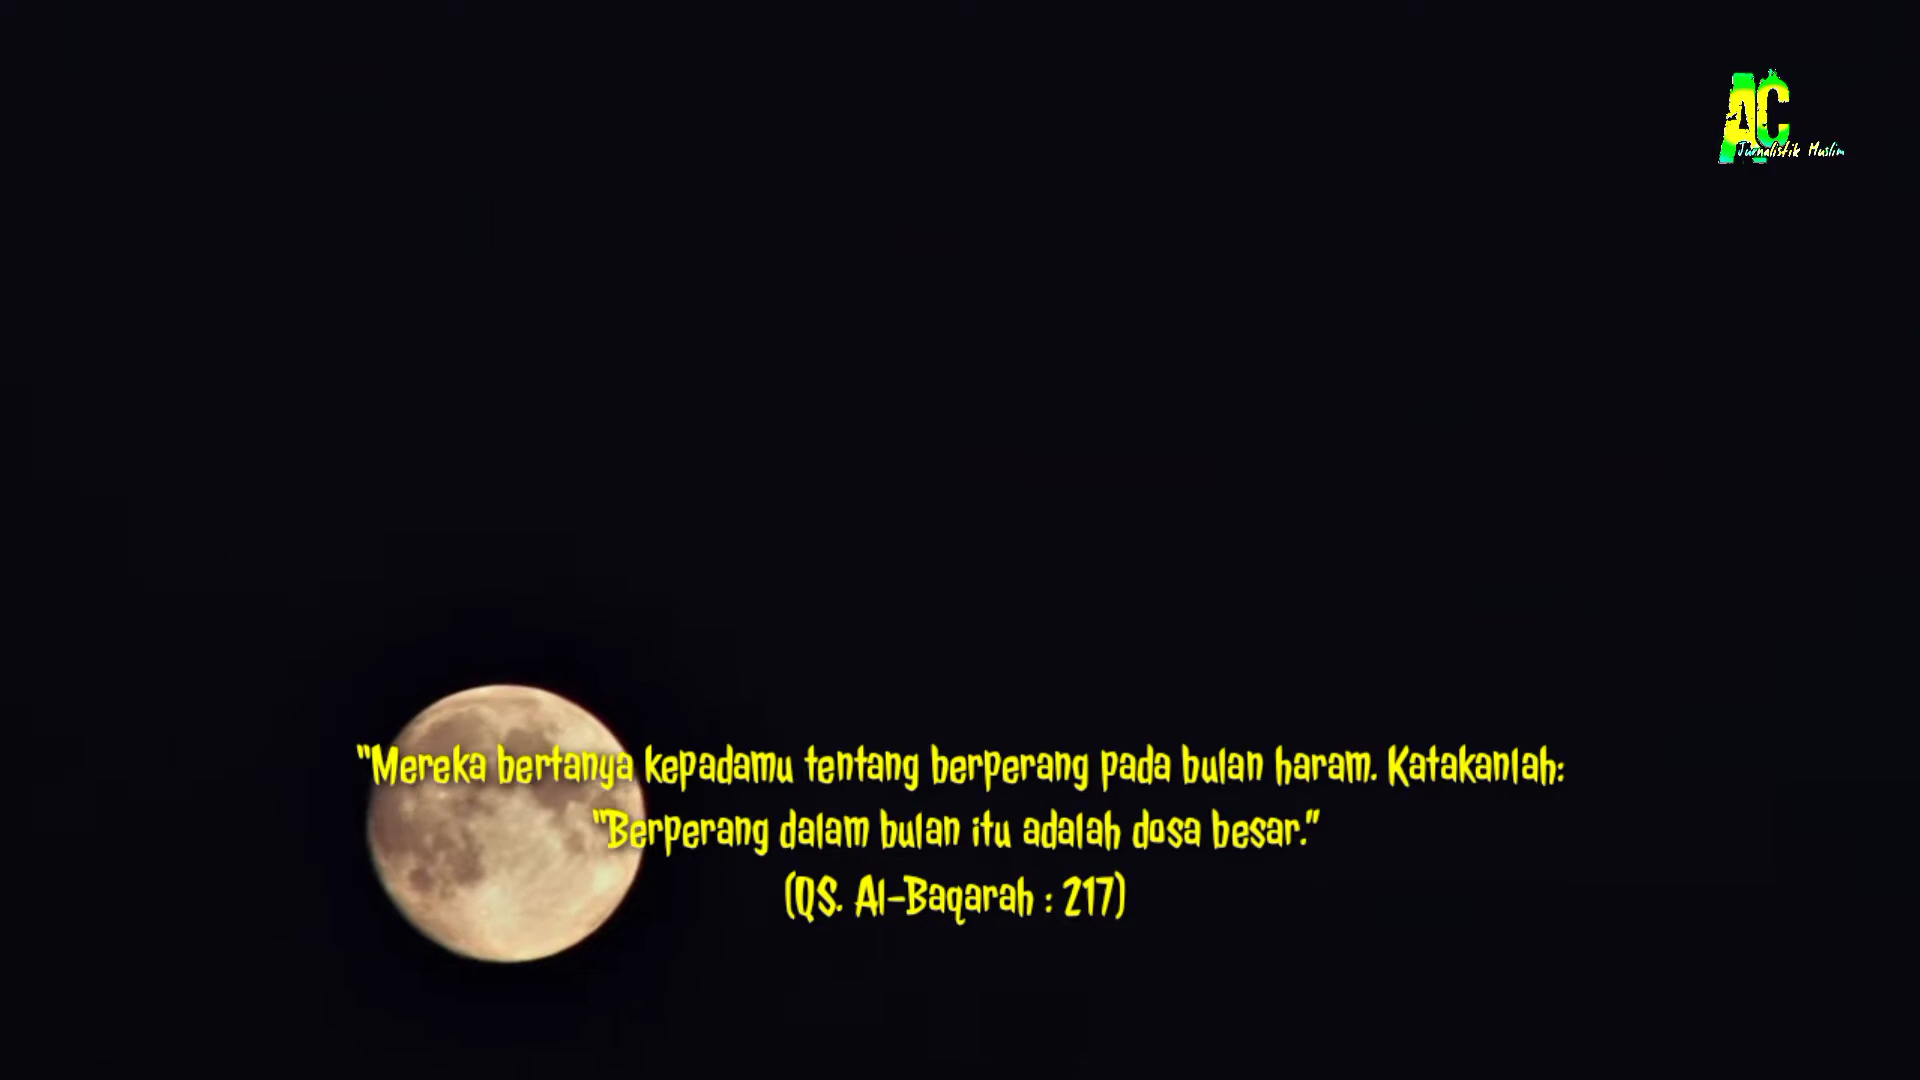 AC
Jurnalistik Muslim
"Mereka bertanya kepadamu tentang berperang pada bulan haram. Katakanlah:
"Berperang dalam bulan itu adalah dosa besar."
(QS. Al-Baqarah : 217)